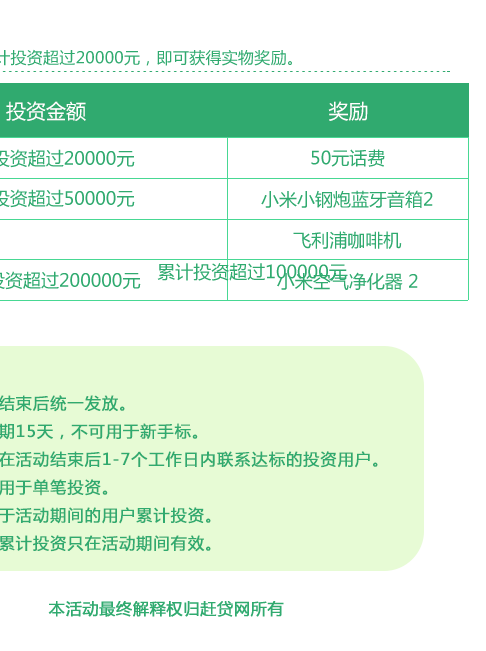 计投资超过20000元，即可获得实物奖励。
投资金额 奖励
投资超过20000元 50元话费
投资超过50000元 小米小钢炮蓝牙音箱2
飞利浦咖啡机
累计投资超过100000元
投资超过200000元 小米空气净化器 2
结束后统一发放。
期15天，不可用于新手标。
在活动结束后1-7个工作日内联系达标的投资用户。
用于单笔投资。
于活动期间的用户累计投资。
累计投资只在活动期间有效。
本活动最终解释权归赶贷网所有